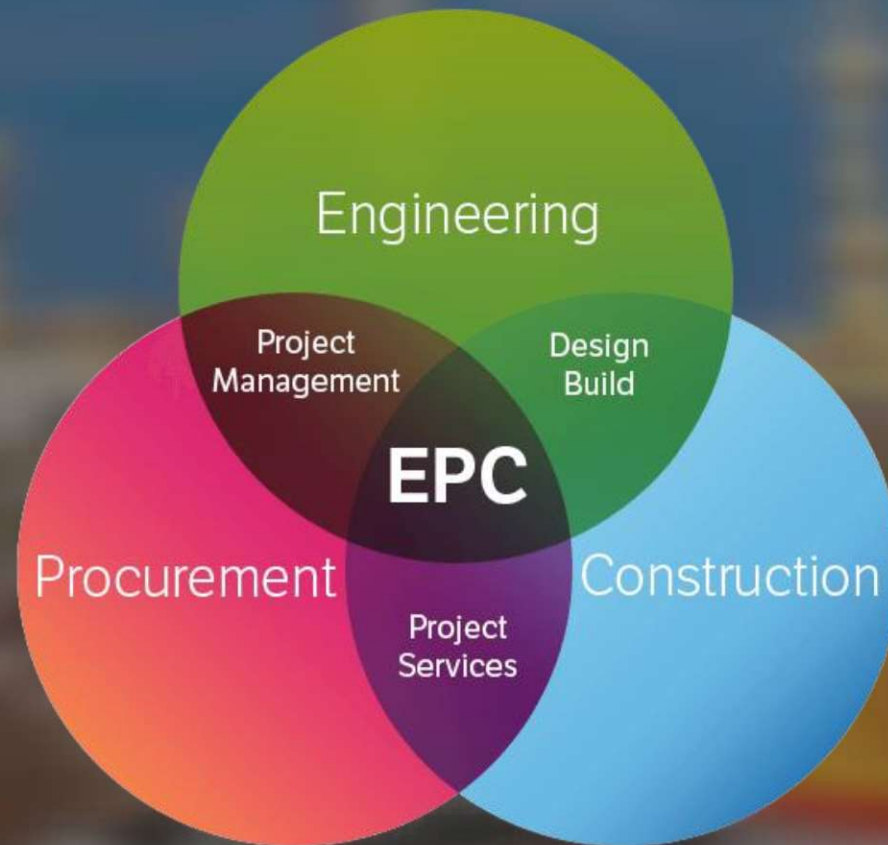 Engineering
Project
Management
Design
Build
EPC
Procurement
Construction
Project
Services